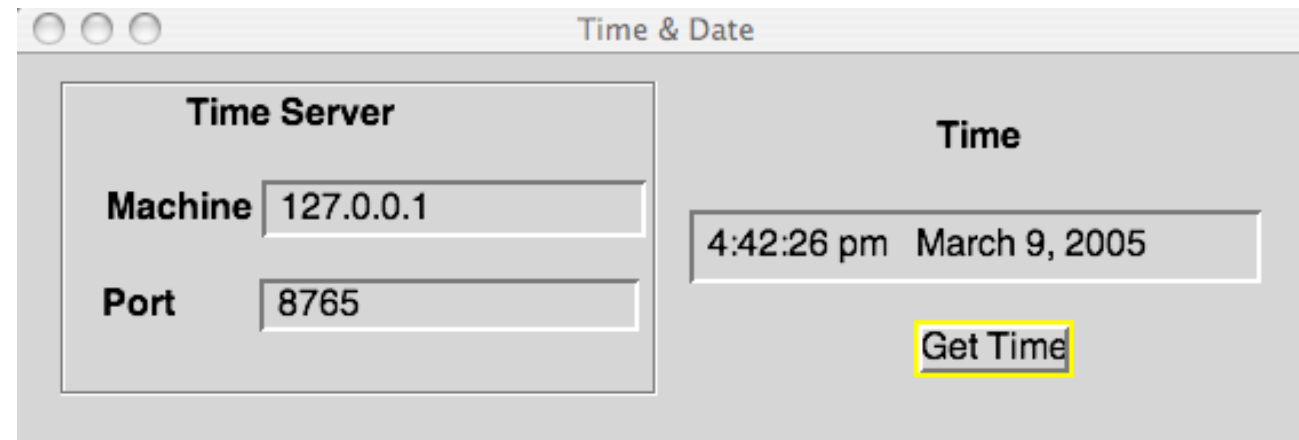 Time & Date
Time Server
Machine 127.0.0.1
Port 8765
Time
4:42:26 pm March 9, 2005
Get Time